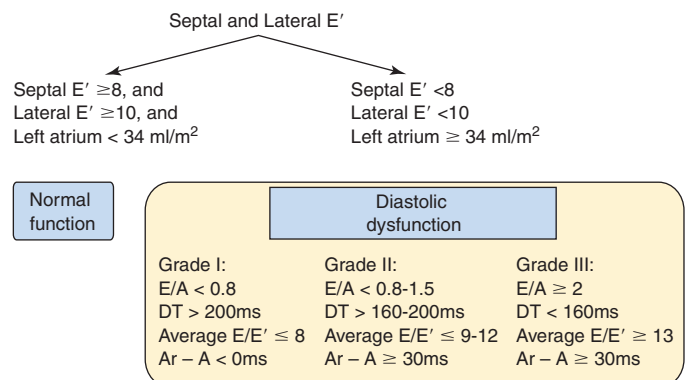 Septal and Lateral E′
Septal E′ ≥8, and
Lateral E′ ≥10, and
Left atrium < 34 ml/m²
Septal E′ <8
Lateral E′ <10
Left atrium ≥ 34 ml/m²
Normal
function
Diastolic
dysfunction
Grade I:
E/A < 0.8
DT > 200ms
Average E/E′ ≤ 8
Ar – A < 0ms
Grade II:
E/A < 0.8-1.5
DT > 160-200ms
Average E/E′ ≤ 9-12
Ar – A ≥ 30ms
Grade III:
E/A ≥ 2
DT < 160ms
Average E/E′ ≥ 13
Ar – A ≥ 30ms